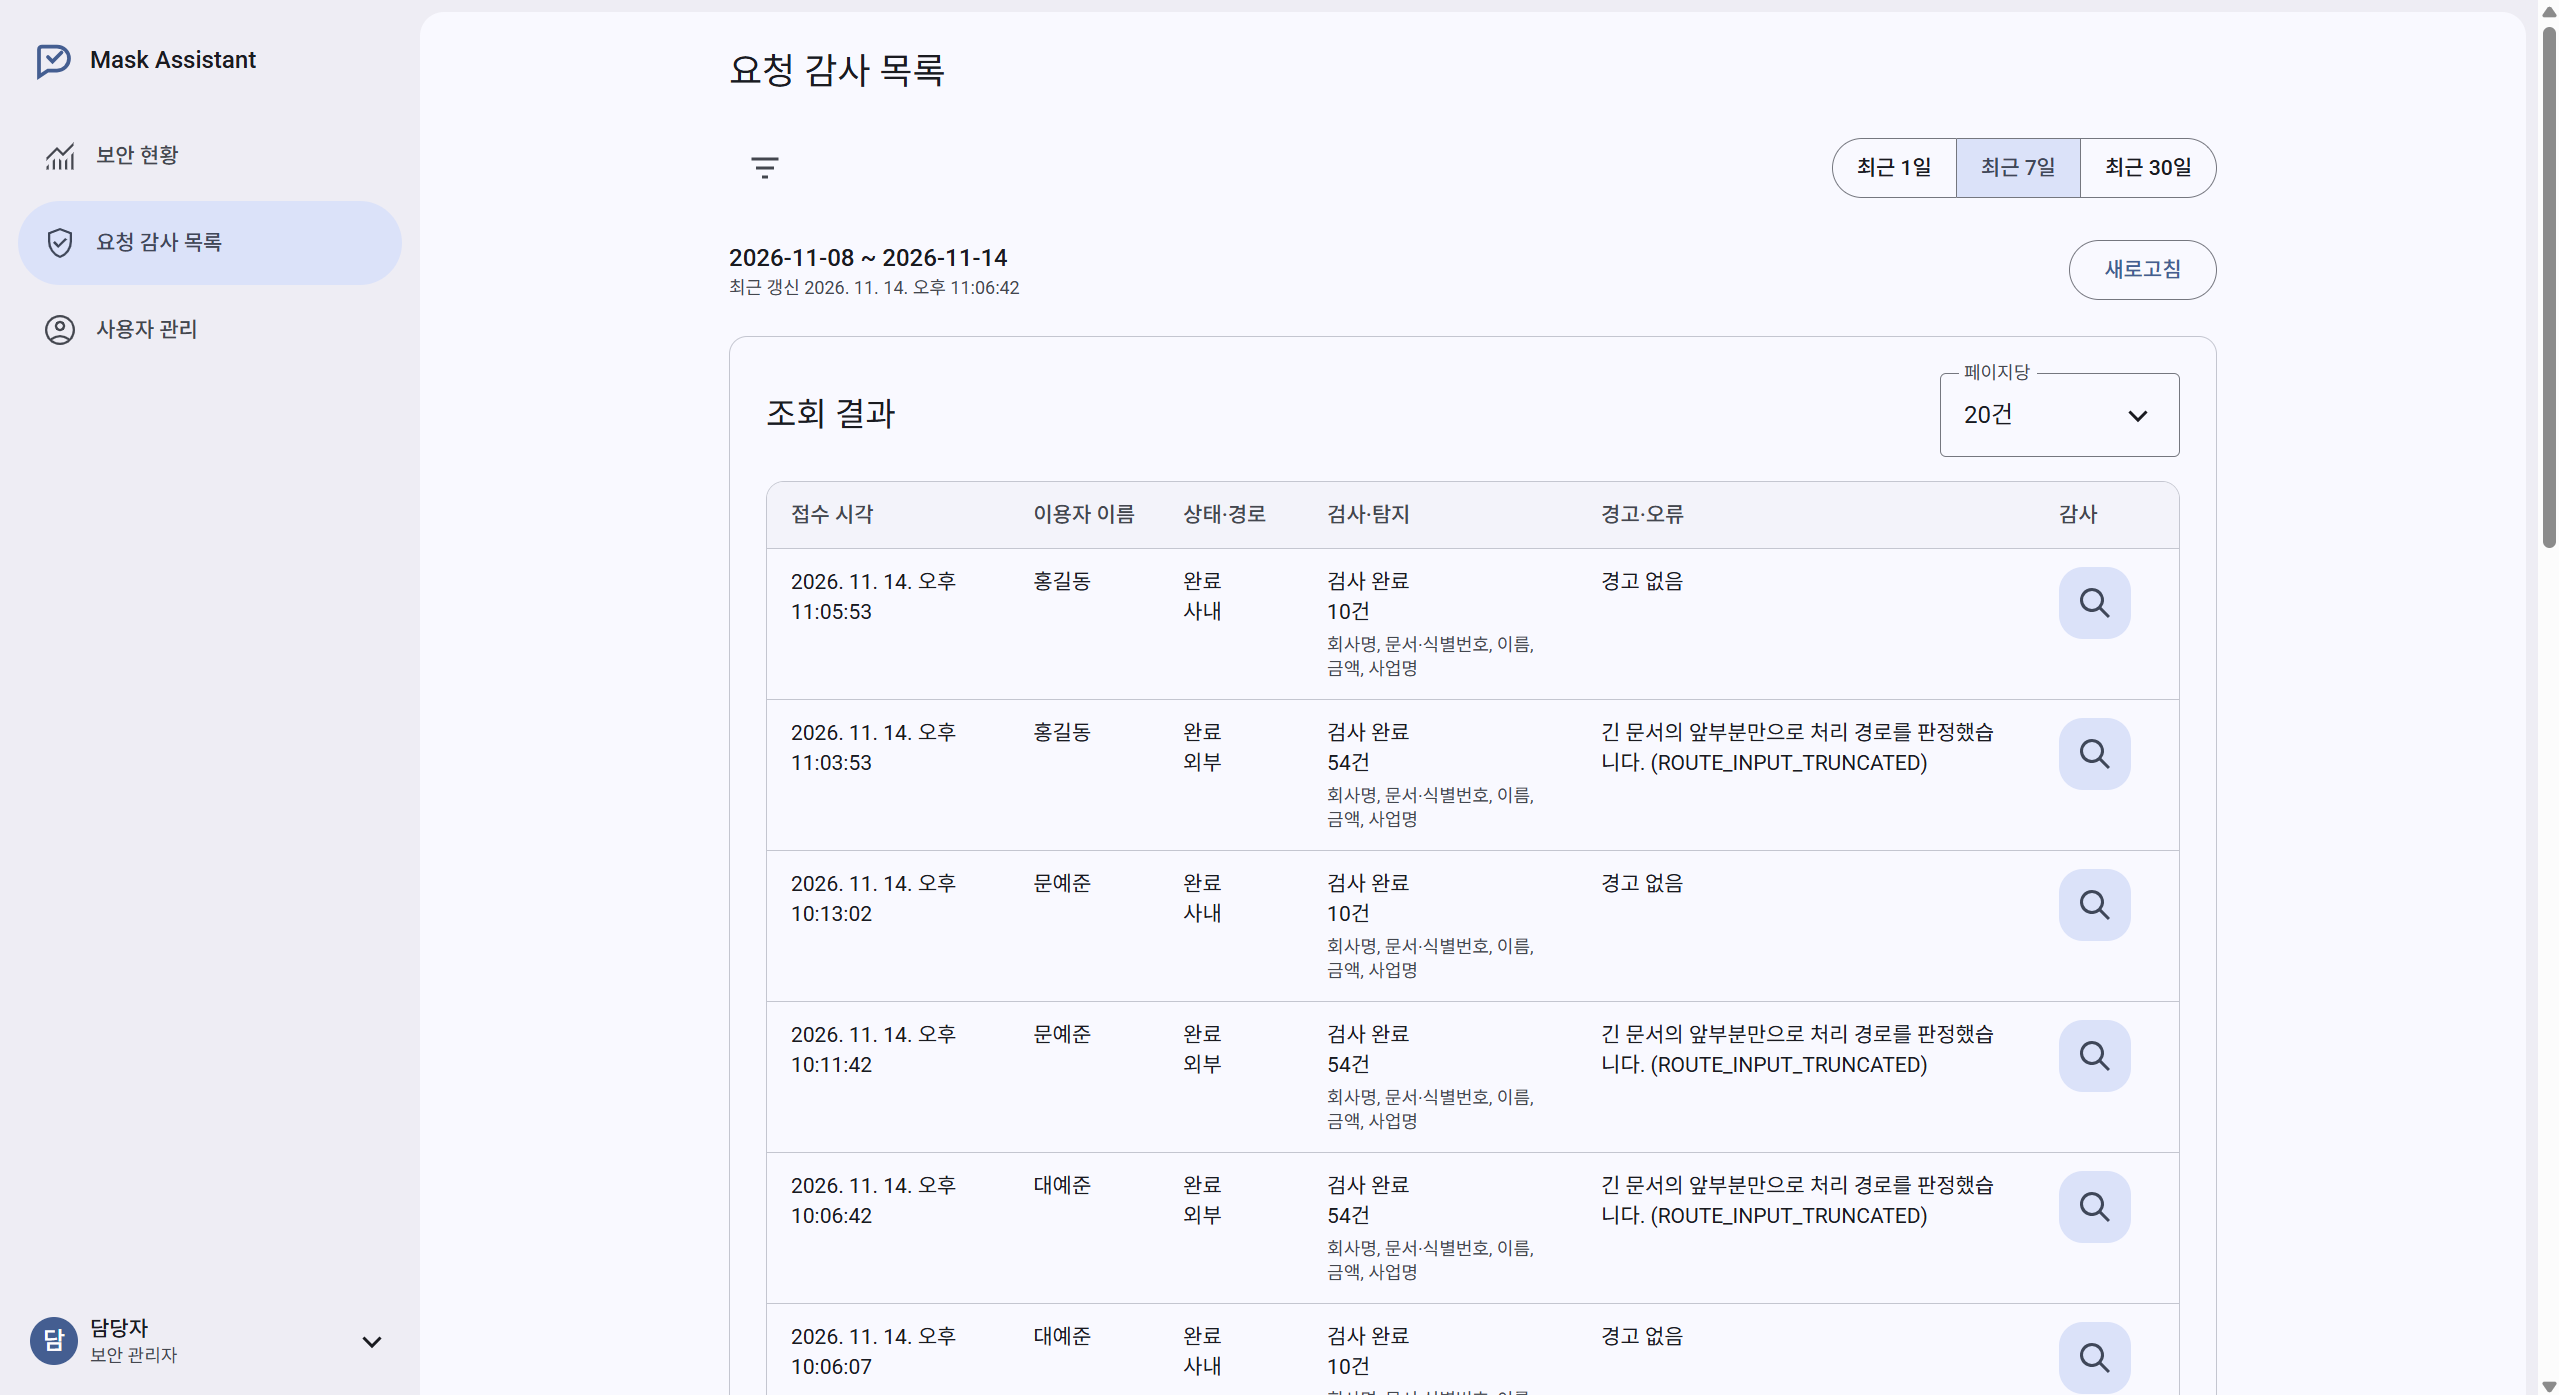 Mask Assistant
보안 현황
요청 감사 목록
사용자 관리
담
담당자
보안 관리자
요청 감사 목록
최근 1일
최근 7일
최근 30일
2026-11-08 ~ 2026-11-14
최근 갱신 2026. 11. 14. 오후 11:06:42
새로고침
조회 결과
페이지당
20건
접수 시각 이용자 이름 상태·경로 검사·탐지 경고·오류 감사
2026. 11. 14. 오후 홍길동 완료 검사 완료 경고 없음
11:05:53 사내 10건
회사명, 문서·식별번호, 이름,
금액, 사업명
2026. 11. 14. 오후 홍길동 완료 검사 완료 긴 문서의 앞부분만으로 처리 경로를 판정했습
11:03:53 외부 54건 니다. (ROUTE_INPUT_TRUNCATED)
회사명, 문서·식별번호, 이름,
금액, 사업명
2026. 11. 14. 오후 문예준 완료 검사 완료 경고 없음
10:13:02 사내 10건
회사명, 문서·식별번호, 이름,
금액, 사업명
2026. 11. 14. 오후 문예준 완료 검사 완료 긴 문서의 앞부분만으로 처리 경로를 판정했습
10:11:42 외부 54건 니다. (ROUTE_INPUT_TRUNCATED)
회사명, 문서·식별번호, 이름,
금액, 사업명
2026. 11. 14. 오후 대예준 완료 검사 완료 긴 문서의 앞부분만으로 처리 경로를 판정했습
10:06:42 외부 54건 니다. (ROUTE_INPUT_TRUNCATED)
회사명, 문서·식별번호, 이름,
금액, 사업명
2026. 11. 14. 오후 대예준 완료 검사 완료 경고 없음
10:06:07 사내 10건